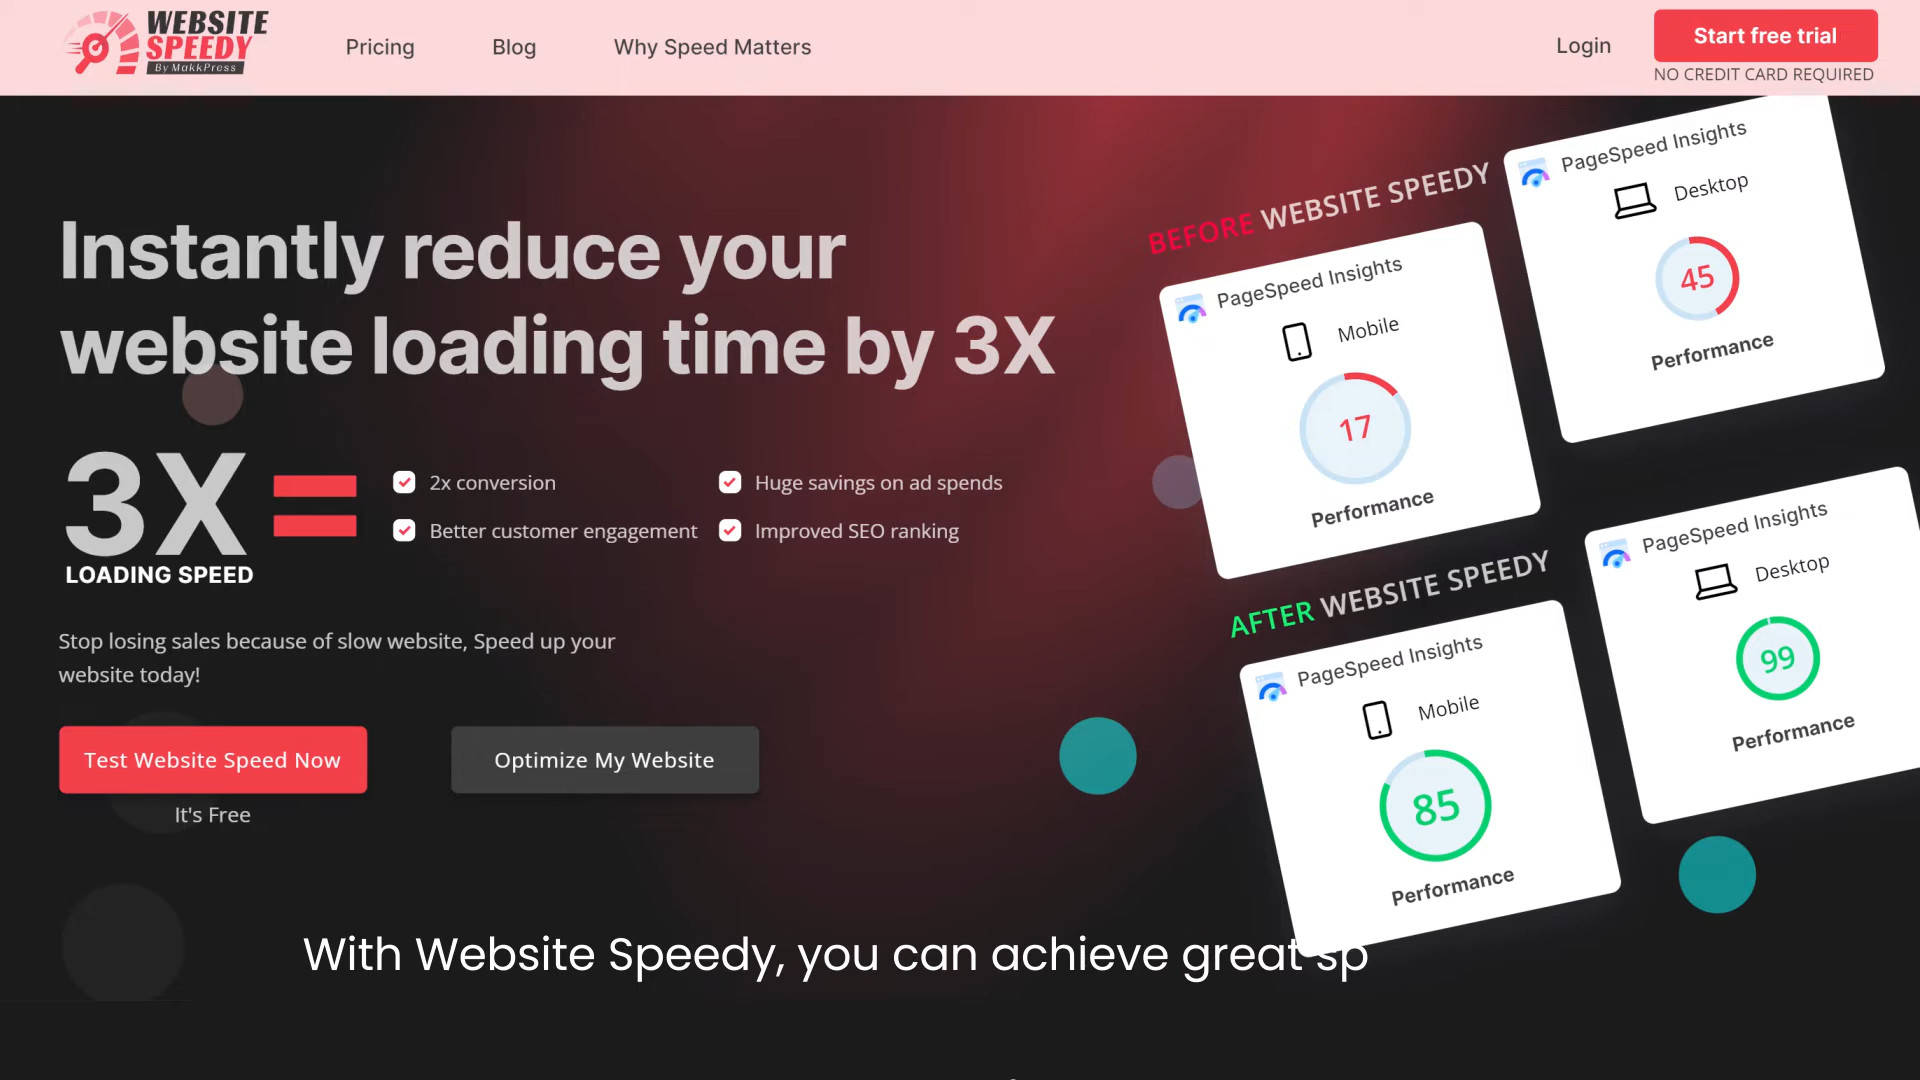 WEBSITE
SPEEDY
By MakkPress
Pricing
Blog
Why Speed Matters
Login
Start free trial
NO CREDIT CARD REQUIRED
Instantly reduce your
website loading time by 3X
3X
LOADING SPEED
2x conversion
Huge savings on ad spends
Better customer engagement
Improved SEO ranking
Stop losing sales because of slow website, Speed up your
website today!
Test Website Speed Now
It's Free
Optimize My Website
BEFORE WEBSITE SPEEDY
PageSpeed Insights
Mobile
17
Performance
PageSpeed Insights
Desktop
45
Performance
AFTER WEBSITE SPEEDY
PageSpeed Insights
Mobile
85
Performance
PageSpeed Insights
Desktop
99
Performance
With Website Speedy, you can achieve great sp